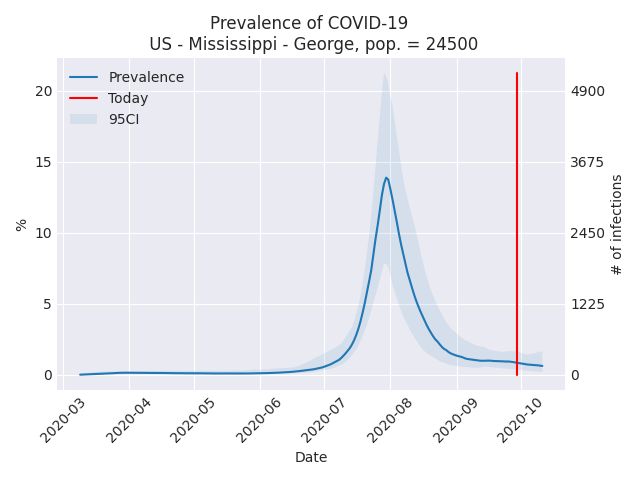 Prevalence of COVID-19
US - Mississippi - George, pop. = 24500
Prevalence
Today
95CI
20
15
10
5
0
%
4900
3675
2450
1225
0
# of infections
2020-03
2020-04
2020-05
2020-06
2020-07
2020-08
2020-09
2020-10
Date